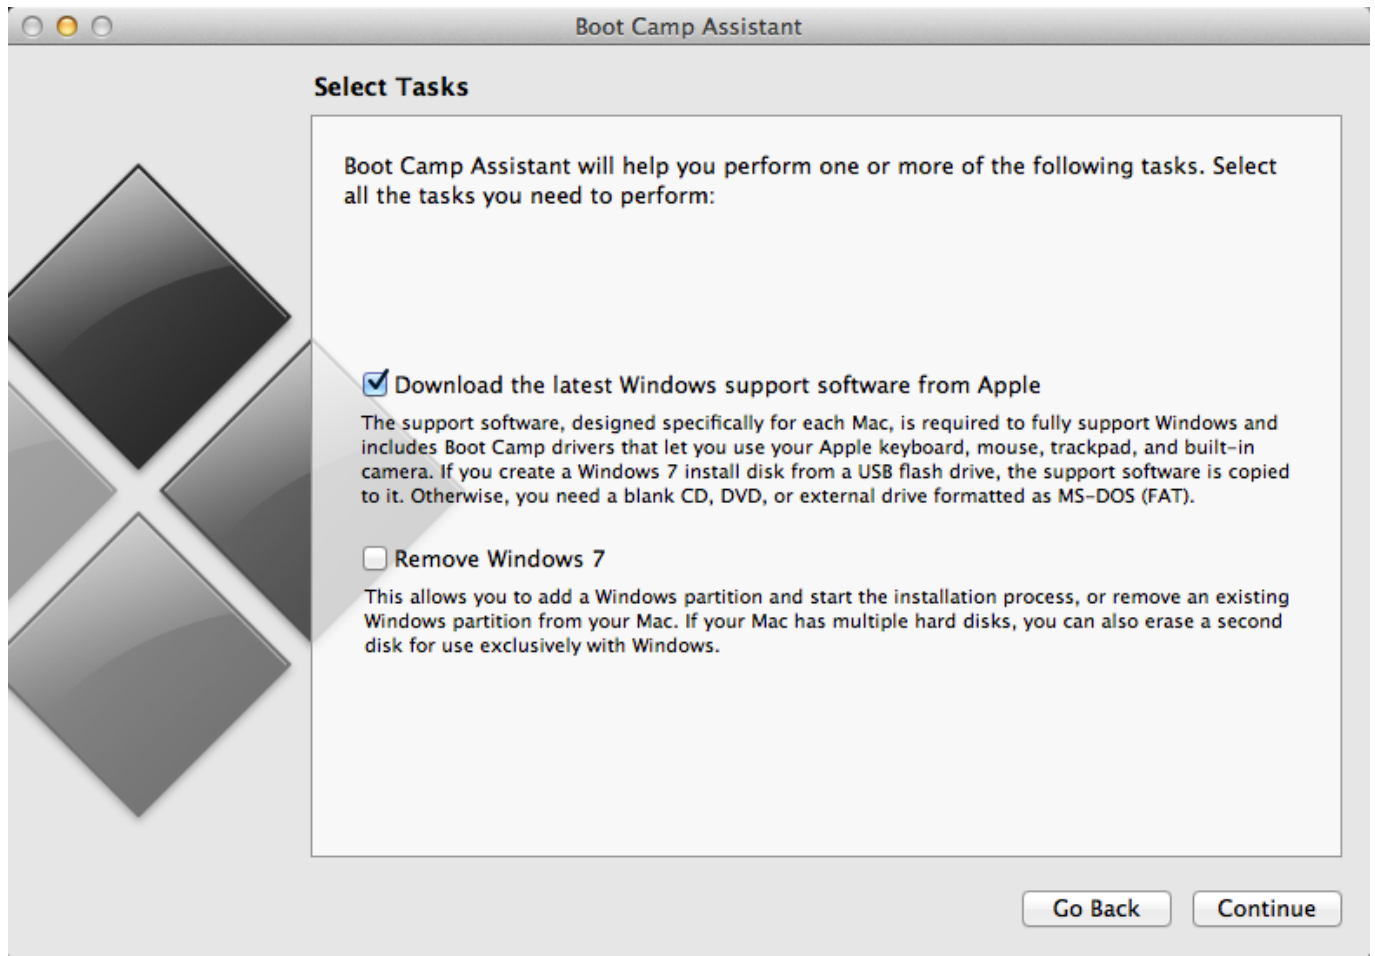 Boot Camp Assistant
Select Tasks
Boot Camp Assistant will help you perform one or more of the following tasks. Select
all the tasks you need to perform:
Download the latest Windows support software from Apple
The support software, designed specifically for each Mac, is required to fully support Windows and
includes Boot Camp drivers that let you use your Apple keyboard, mouse, trackpad, and built-in
camera. If you create a Windows 7 install disk from a USB flash drive, the support software is copied
to it. Otherwise, you need a blank CD, DVD, or external drive formatted as MS-DOS (FAT).
Remove Windows 7
This allows you to add a Windows partition and start the installation process, or remove an existing
Windows partition from your Mac. If your Mac has multiple hard disks, you can also erase a second
disk for use exclusively with Windows.
Go Back
Continue